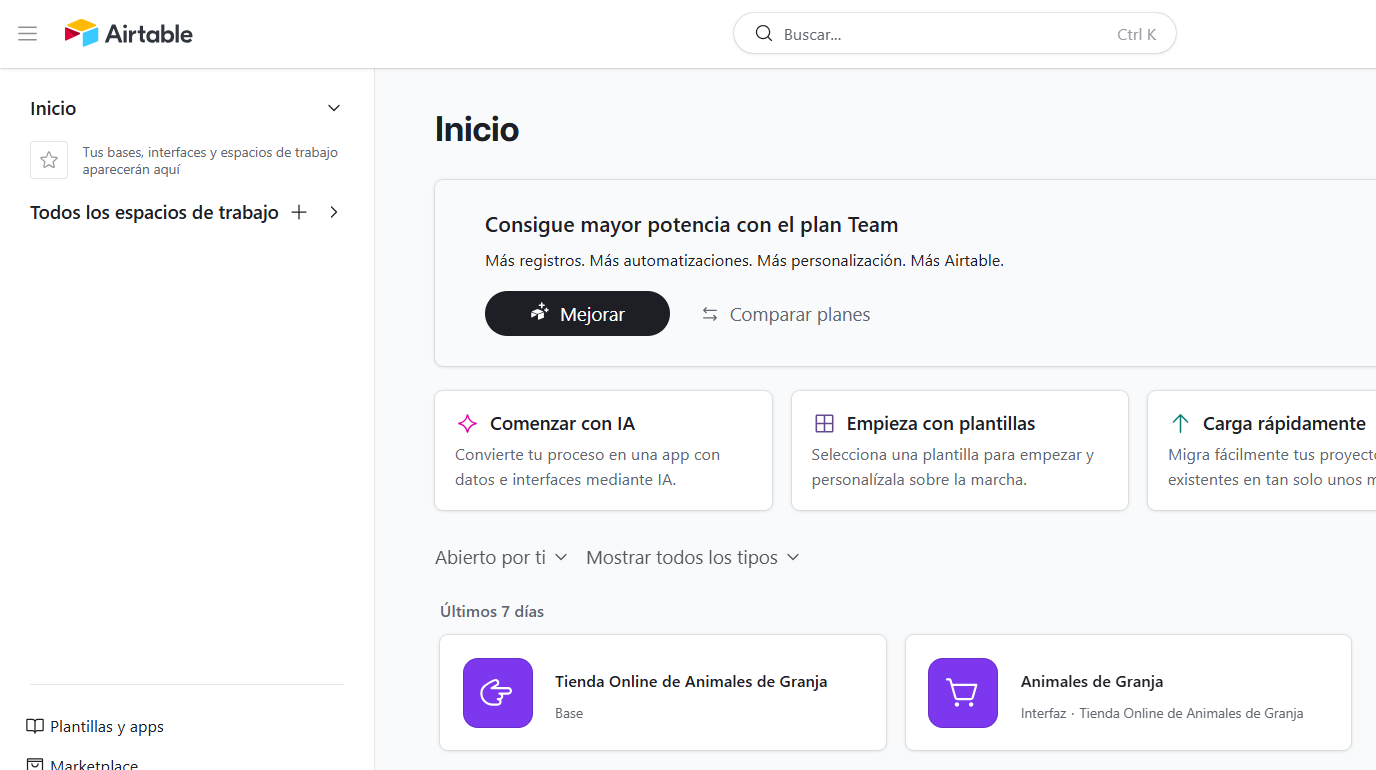 Airtable
Buscar...
Ctrl K
Inicio
Tus bases, interfaces y espacios de trabajo
aparecerán aquí
Todos los espacios de trabajo
Plantillas y apps
Marketplace
Inicio
Consigue mayor potencia con el plan Team
Más registros. Más automatizaciones. Más personalización. Más Airtable.
Mejorar
Comparar planes
Comenzar con IA
Convierte tu proceso en una app con
datos e interfaces mediante IA.
Empieza con plantillas
Selecciona una plantilla para empezar y
personalízala sobre la marcha.
Carga rápidamente
Migra fácilmente tus
existentes en tan solo unos
Abierto por ti
Mostrar todos los tipos
Últimos 7 días
Tienda Online de Animales de Granja
Base
Animales de Granja
Interfaz · Tienda Online de Animales de Granja